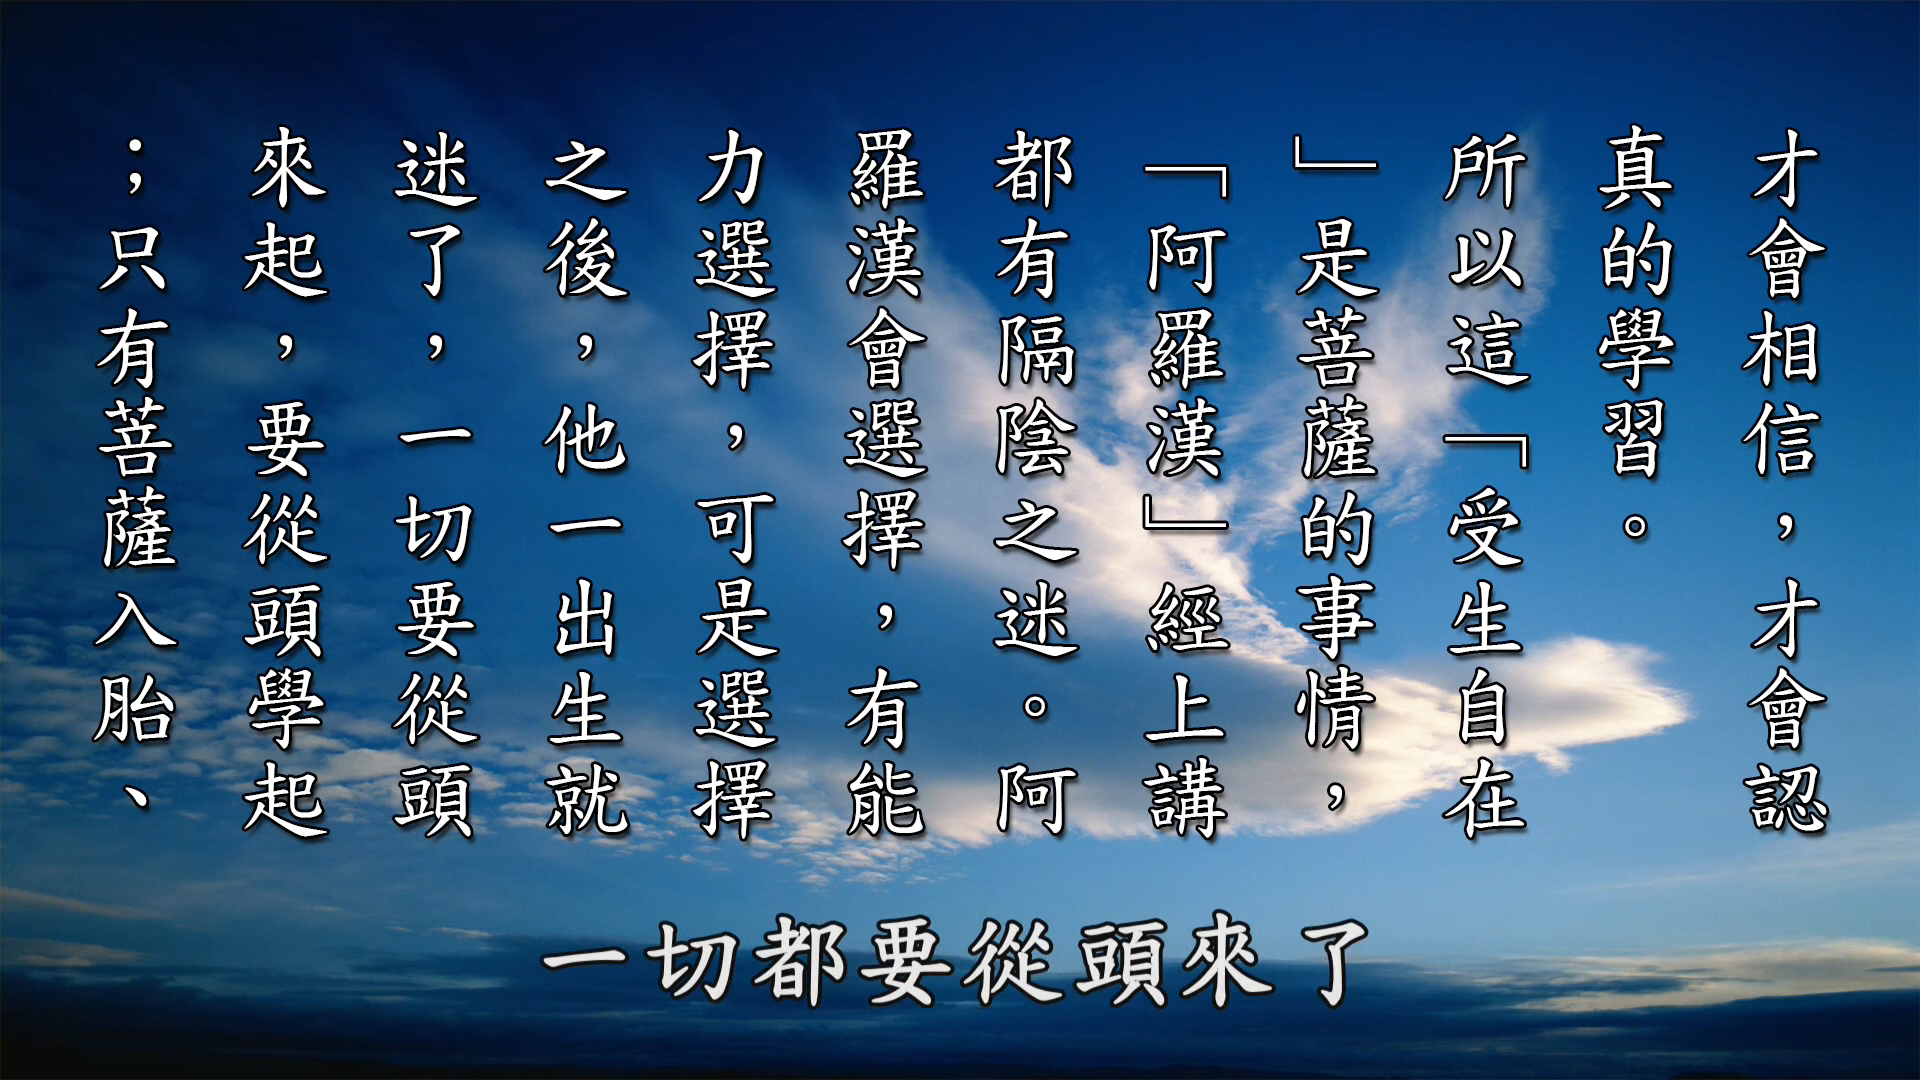 才會相信，才會認
真的學習。
所以這「受生自在
」是菩薩的事情，
「阿羅漢」經上講
都有隔陰之迷。阿
羅漢會選擇，有能
力選擇，可是選擇
之後，他一出生就
迷了，一切要從頭
來起，要從頭學起
；只有菩薩入胎、
一切都要從頭來了